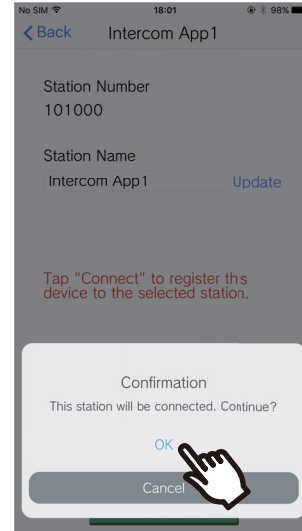 No SIM 18:01 98%
Back Intercom App1
Station Number
101000
Station Name
Intercom App1 Update
Tap "Connect" to register ths
device to the selected station.
Confirmation
This station will be connected. Continue?
OK
Cancel